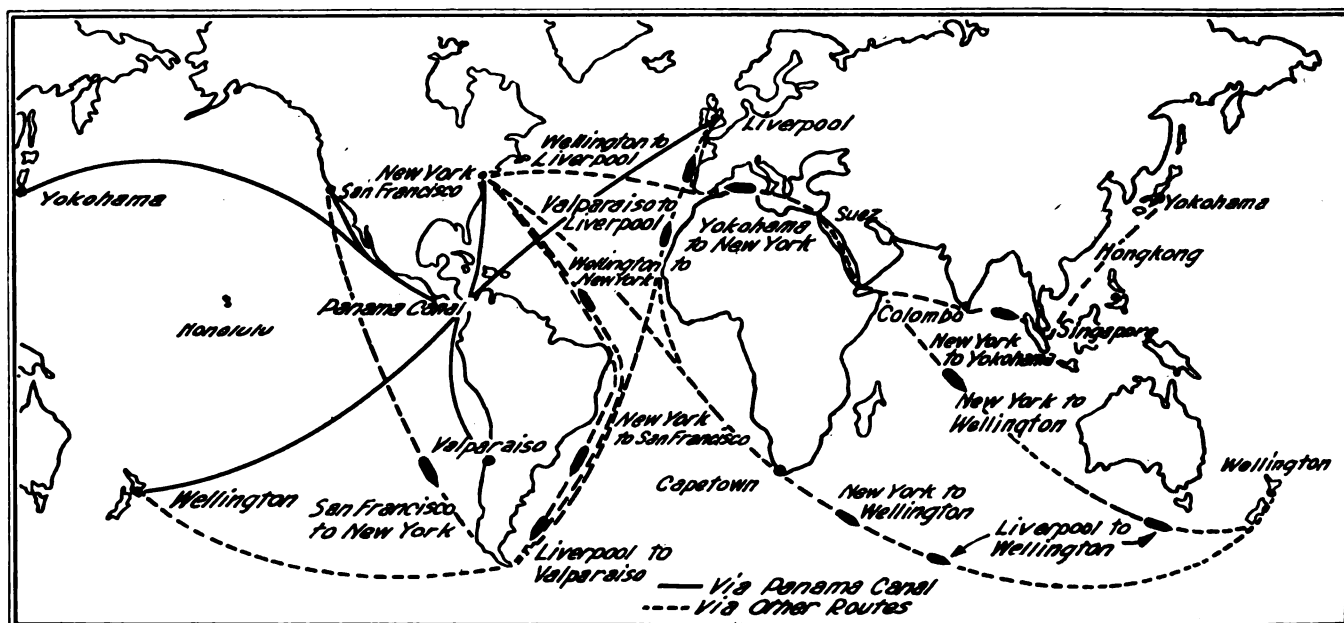 Liverpool
Wellington to
Liverpool
New York
San Francisco
Yokohama
Valparaiso to
Liverpool
Yokohama
to New York
Suez
Yokohama
Hongkong
Wellington to
New York
Panama Canal
Honolulu
Colombo
Singapore
New York
to Yokohama
New York to
Wellington
New York
to San Francisco
Valparaiso
Capetown
Wellington
Wellington
San Francisco
to New York
New York to
Wellington
Liverpool to
Wellington
Liverpool to
Valparaiso
Via Panama Canal
Via Other Routes